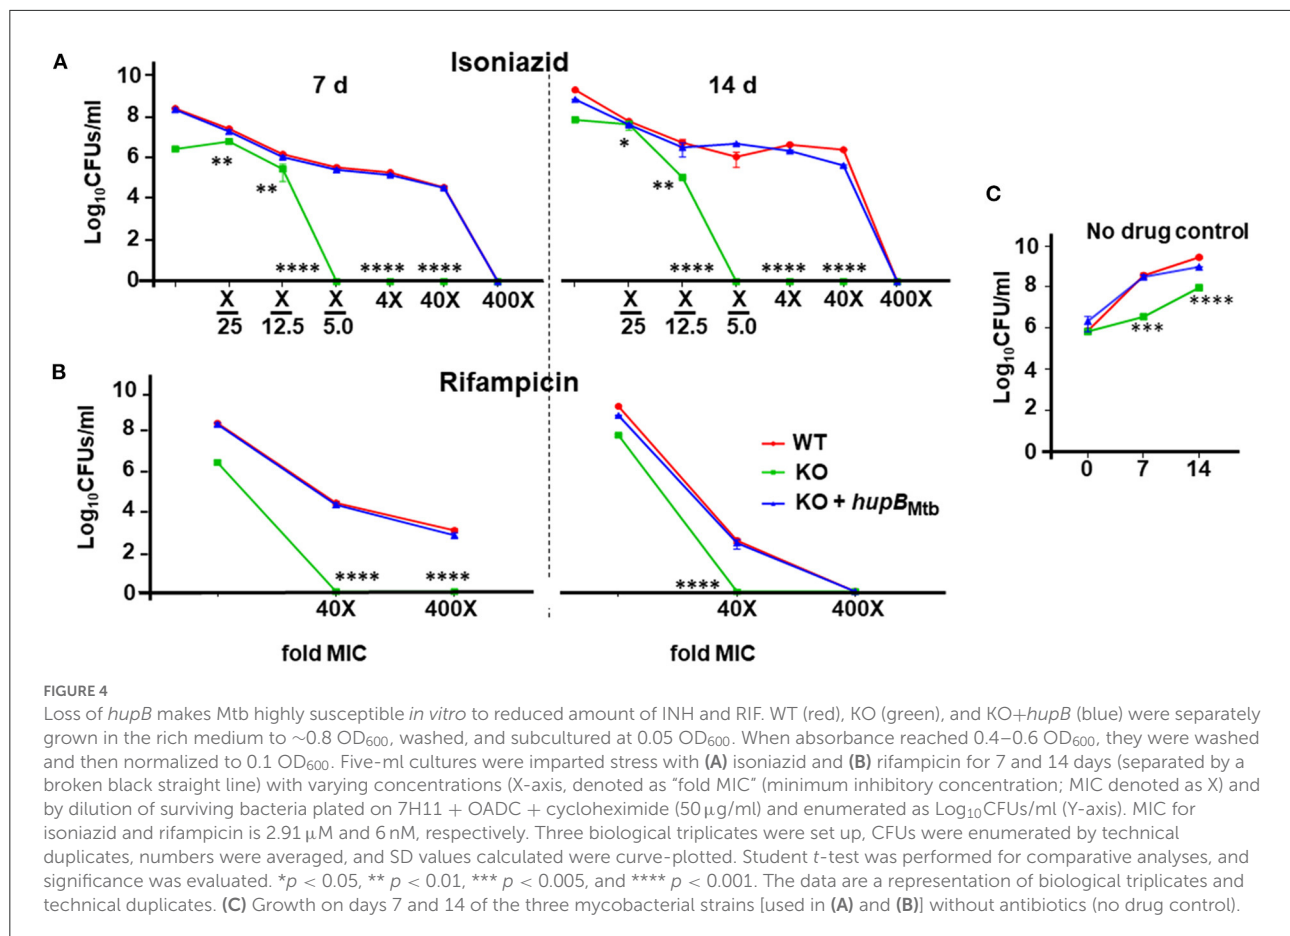 A
Isoniazid
7 d
14 d
Log₁₀CFUs/ml
10
8
6
4
2
0
**
**
****
****
****
X
25
X
12.5
X
5.0
4X
40X
400X
*
**
****
****
****
X
25
X
12.5
X
5.0
4X
40X
400X
C
No drug control
Log₁₀CFU/ml
10
8
6
4
2
0
***
****
0
7
14
B
Rifampicin
Log₁₀CFUs/ml
10
8
6
4
2
0
****
****
40X
400X
fold MIC
****
40X
400X
fold MIC
WT
KO
KO + hupB Mtb
FIGURE 4
Loss of hupB makes Mtb highly susceptible in vitro to reduced amount of INH and RIF. WT (red), KO (green), and KO+hupB (blue) were separately
grown in the rich medium to ∼0.8 OD₆₀₀, washed, and subcultured at 0.05 OD₆₀₀. When absorbance reached 0.4–0.6 OD₆₀₀, they were washed
and then normalized to 0.1 OD₆₀₀. Five-ml cultures were imparted stress with (A) isoniazid and (B) rifampicin for 7 and 14 days (separated by a
broken black straight line) with varying concentrations (X-axis, denoted as “fold MIC” (minimum inhibitory concentration; MIC denoted as X) and
by dilution of surviving bacteria plated on 7H11 + OADC + cycloheximide (50 μg/ml) and enumerated as Log₁₀CFUs/ml (Y-axis). MIC for
isoniazid and rifampicin is 2.91 μM and 6 nM, respectively. Three biological triplicates were set up, CFUs were enumerated by technical
duplicates, numbers were averaged, and SD values calculated were curve-plotted. Student t-test was performed for comparative analyses, and
significance was evaluated. *p < 0.05, ** p < 0.01, *** p < 0.005, and **** p < 0.001. The data are a representation of biological triplicates and
technical duplicates. (C) Growth on days 7 and 14 of the three mycobacterial strains [used in (A) and (B)] without antibiotics (no drug control).